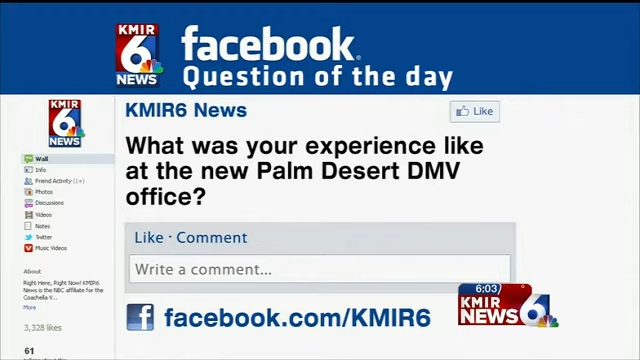 KMIR
6
NEWS
facebook
Question of the day
KMIR
6
NEWS
KMIR6 News
Like
What was your experience like
at the new Palm Desert DMV
office?
Wall
Info
Friend Activity (1+)
Photos
Discussions
Videos
Notes
Twitter
Music Videos
About
Right Here, Right Now! KMIR6
News is the NBC affiliate for the
Coachella V...
More
3,328 likes
61
Like · Comment
Write a comment...
f facebook.com/KMIR6
6:03
KMIR
NEWS 6